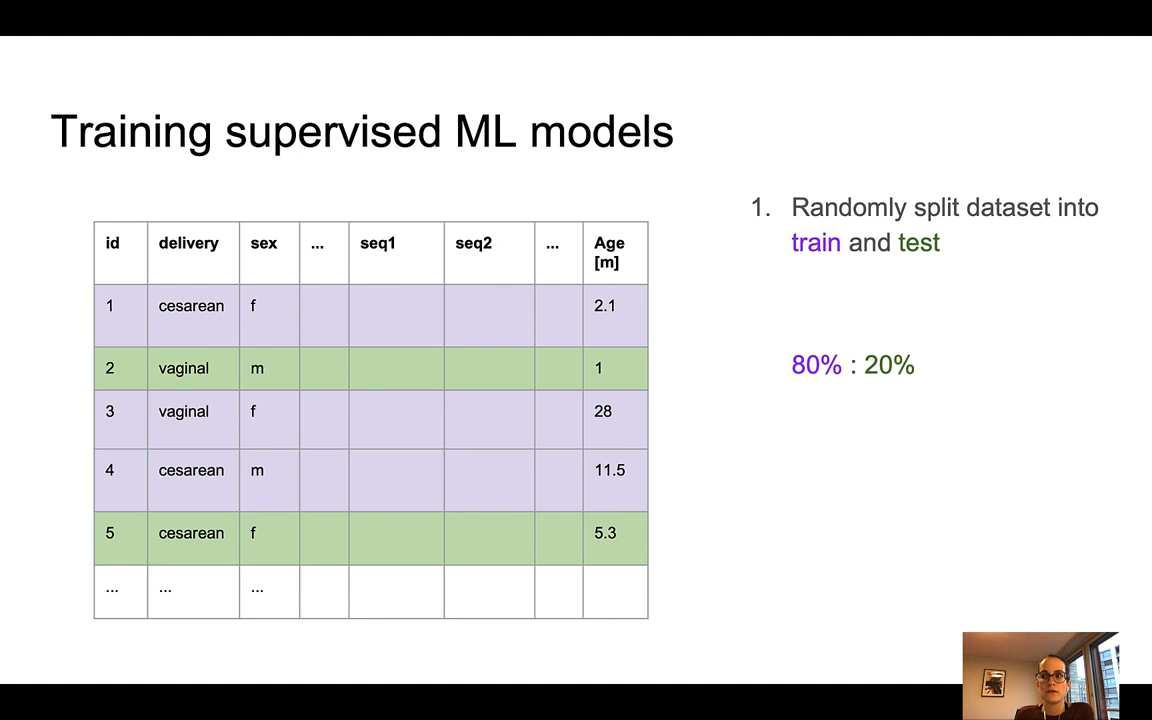 Training supervised ML models
id delivery sex ... seq1 seq2 ... Age
[m]
1 cesarean f 2.1
2 vaginal m 1
3 vaginal f 28
4 cesarean m 11.5
5 cesarean f 5.3
... ... ...
1. Randomly split dataset into
train and test
80% : 20%